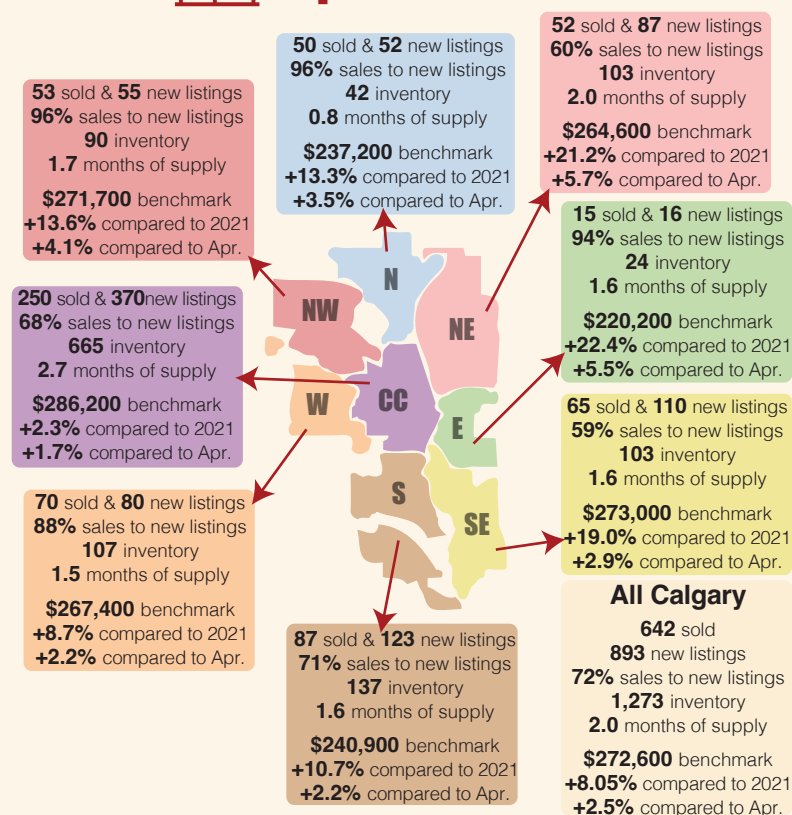 50 sold & 52 new listings
96% sales to new listings
42 inventory
0.8 months of supply
$237,200 benchmark
+13.3% compared to 2021
+3.5% compared to Apr.
52 sold & 87 new listings
60% sales to new listings
103 inventory
2.0 months of supply
$264,600 benchmark
+21.2% compared to 2021
+5.7% compared to Apr.
53 sold & 55 new listings
96% sales to new listings
90 inventory
1.7 months of supply
$271,700 benchmark
+13.6% compared to 2021
+4.1% compared to Apr.
15 sold & 16 new listings
94% sales to new listings
24 inventory
1.6 months of supply
$220,200 benchmark
+22.4% compared to 2021
+5.5% compared to Apr.
N
NW
NE
W
CC
E
S
SE
250 sold & 370new listings
68% sales to new listings
665 inventory
2.7 months of supply
$286,200 benchmark
+2.3% compared to 2021
+1.7% compared to Apr.
65 sold & 110 new listings
59% sales to new listings
103 inventory
1.6 months of supply
$273,000 benchmark
+19.0% compared to 2021
+2.9% compared to Apr.
70 sold & 80 new listings
88% sales to new listings
107 inventory
1.5 months of supply
$267,400 benchmark
+8.7% compared to 2021
+2.2% compared to Apr.
87 sold & 123 new listings
71% sales to new listings
137 inventory
1.6 months of supply
$240,900 benchmark
+10.7% compared to 2021
+2.2% compared to Apr.
All Calgary
642 sold
893 new listings
72% sales to new listings
1,273 inventory
2.0 months of supply
$272,600 benchmark
+8.05% compared to 2021
+2.5% compared to Apr.